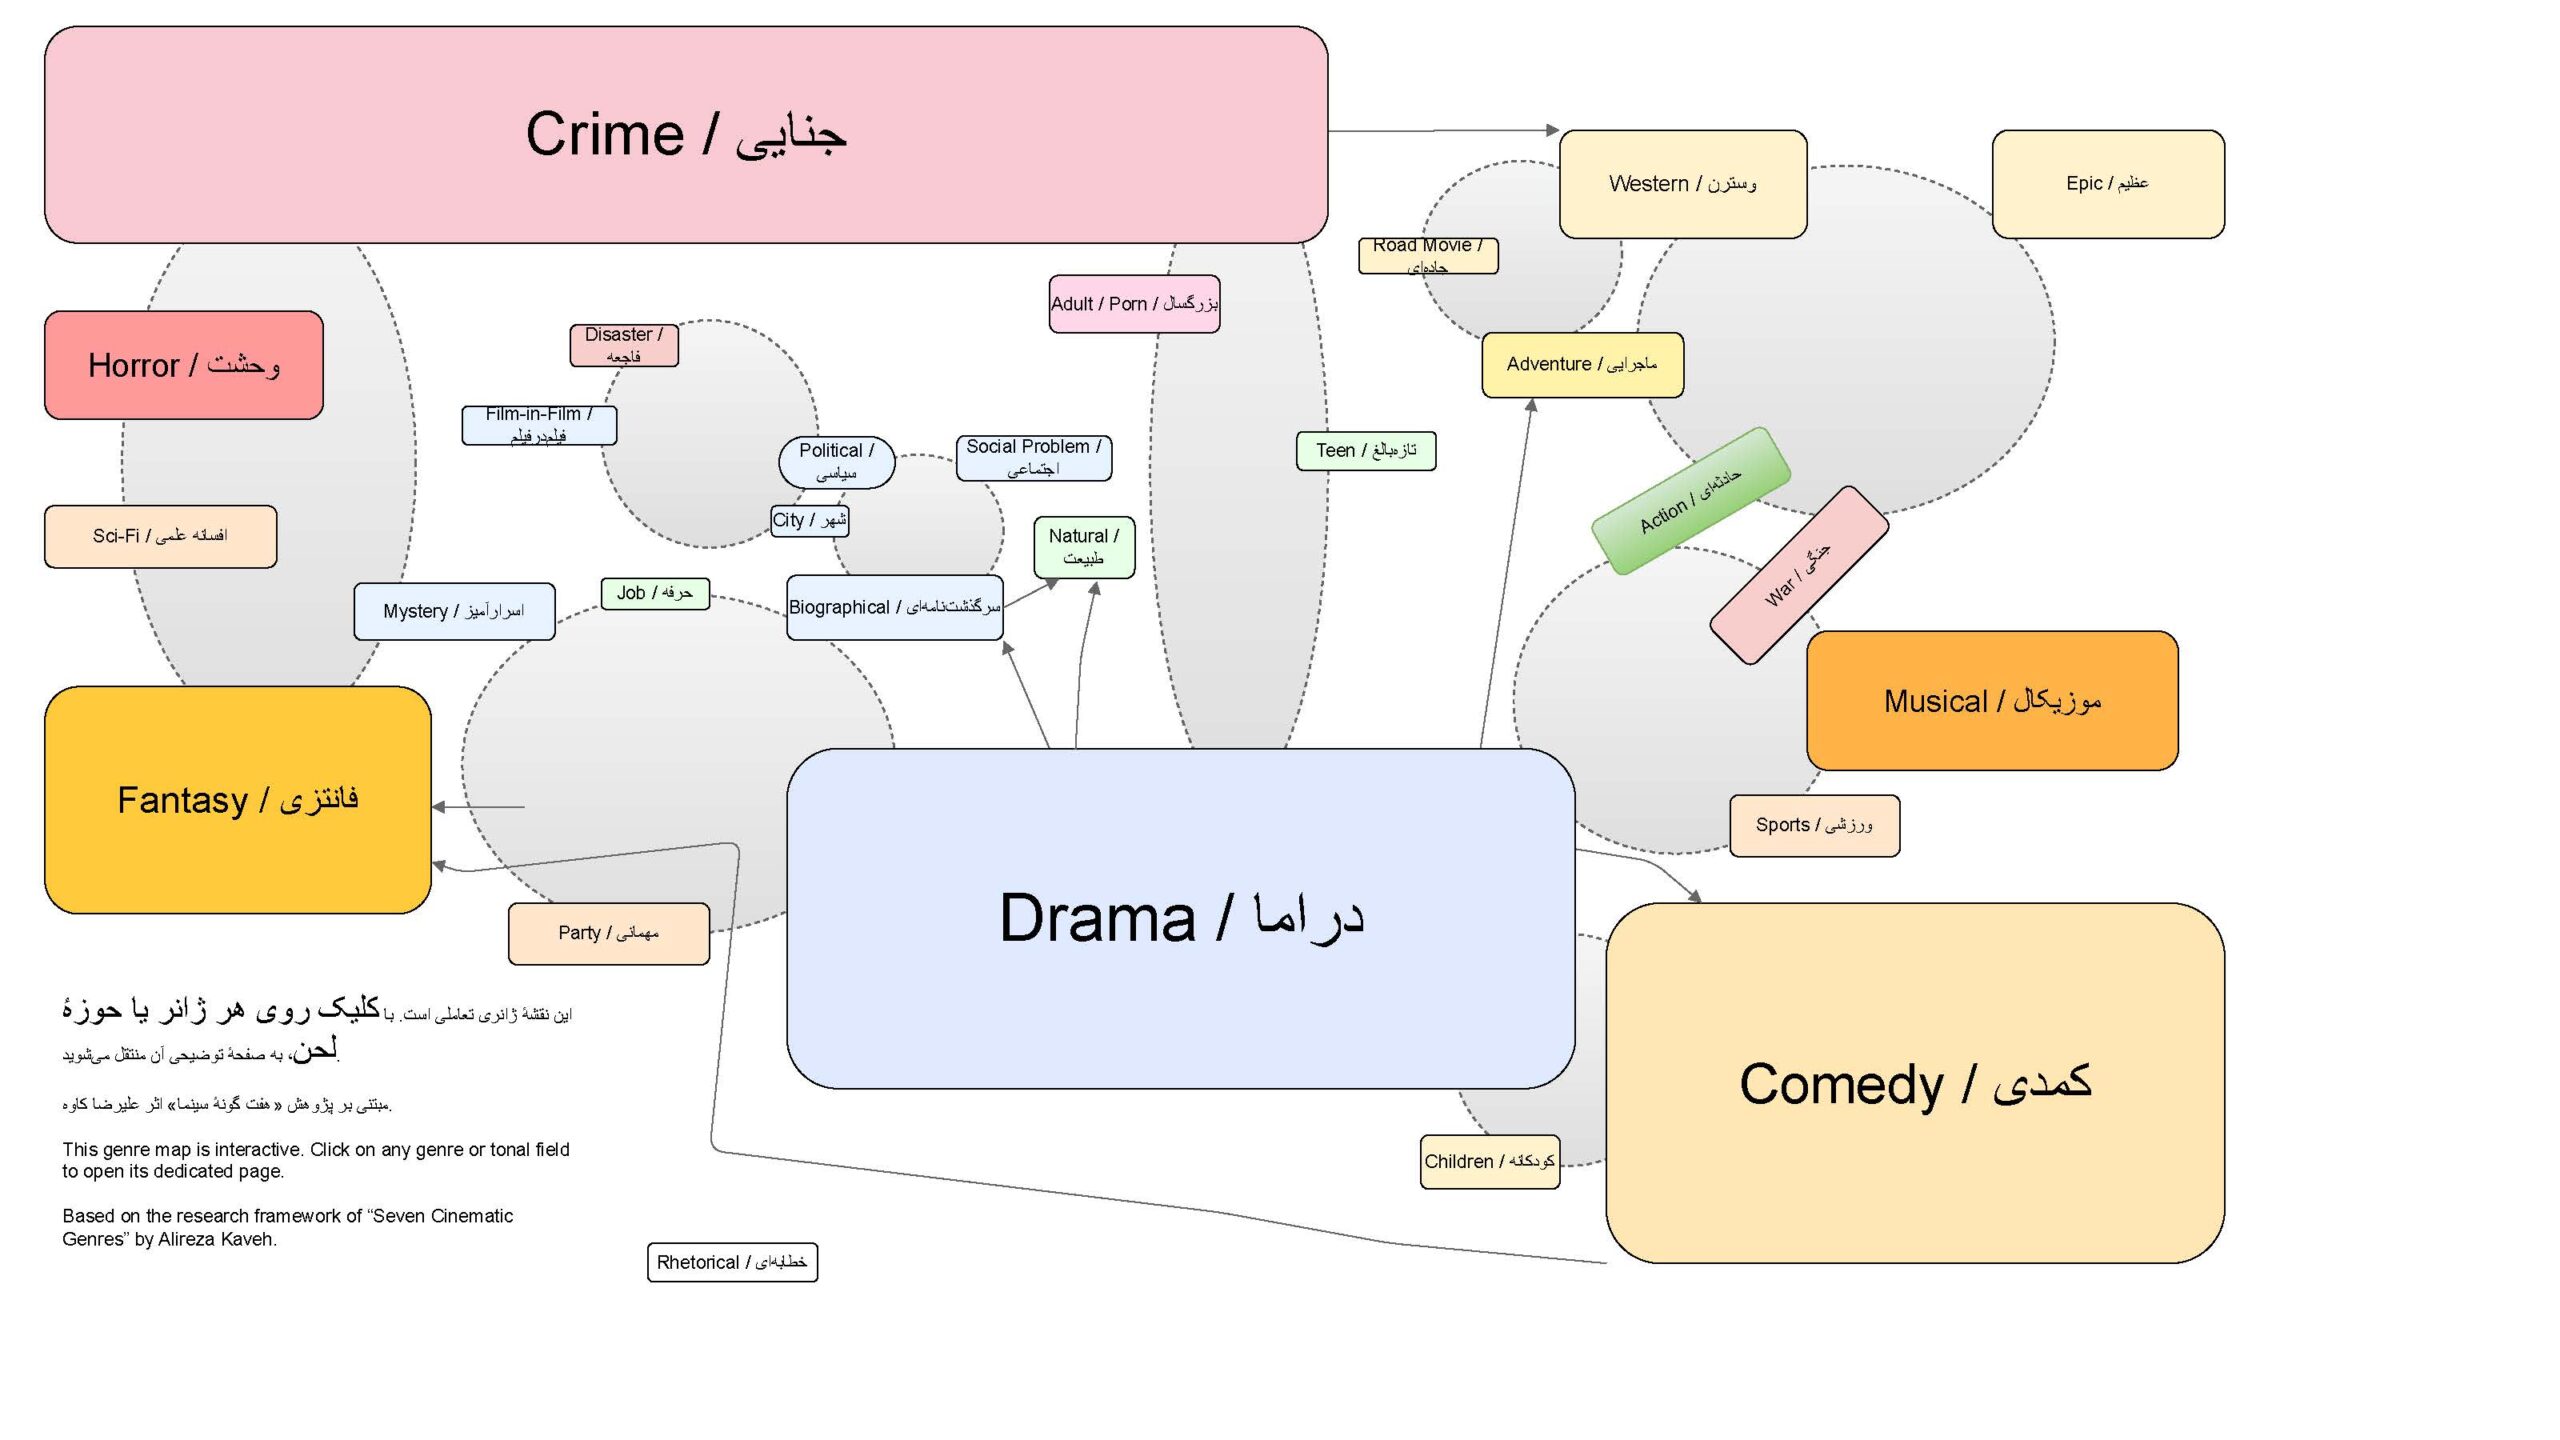 Crime / جنایی
Western / وسترن
Epic / عظیم
Road Movie /
جاده‌ای
Adult / Porn / بزرگسال
Disaster /
فاجعه
Horror / وحشت
Adventure / ماجرایی
Film-in-Film /
فیلم‌درفیلم
Political /
سیاسی
Social Problem /
اجتماعی
Teen / تازه‌بالغ
Action / حادثه‌ای
City / شهر
Sci-Fi / افسانه علمی
Natural /
طبیعت
War / جنگی
Job / حرفه
Mystery / اسرارآمیز
Biographical / سرگذشت‌نامه‌ای
Musical / موزیکال
Fantasy / فانتزی
Sports / ورزشی
Drama / دراما
Party / مهمانی
این نقشهٔ ژانری تعاملی است. با کلیک روی هر ژانر یا حوزهٔ
لحن، به صفحهٔ توضیحی آن منتقل می‌شوید.
مبتنی بر پژوهش « هفت گونهٔ سینما» اثر علیرضا کاوه.
Comedy / کمدی
This genre map is interactive. Click on any genre or tonal field
to open its dedicated page.
Children / کودکانه
Based on the research framework of “Seven Cinematic
Genres” by Alireza Kaveh.
Rhetorical / خطابه‌ای